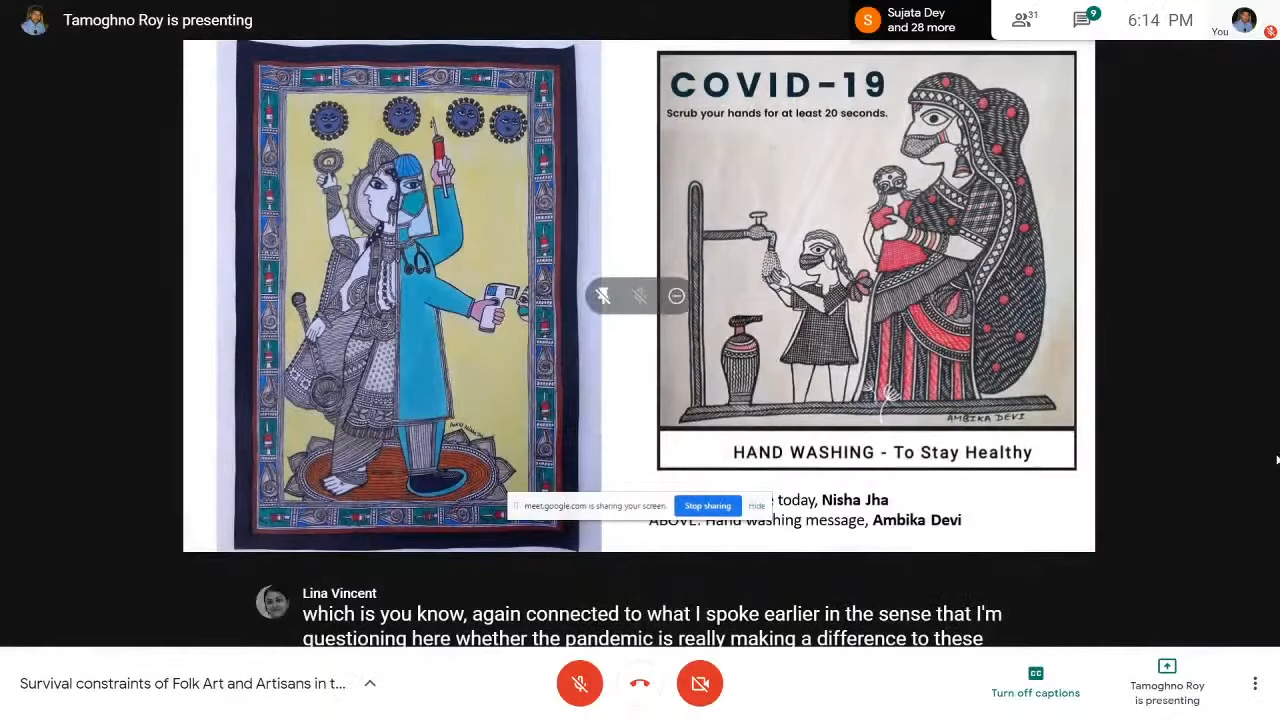 Tamoghno Roy is presenting
S
Sujata Dey
and 28 more
31
9
6:14 PM
You
COVID-19
Scrub your hands for at least 20 seconds.
AMBIKA DEVI
HAND WASHING - To Stay Healthy
today, Nisha Jha
meet.google.com is sharing your screen.
Stop sharing
Hide
ABOVE: Hand washing message, Ambika Devi
Lina Vincent
which is you know, again connected to what I spoke earlier in the sense that I'm
questioning here whether the pandemic is really making a difference to these
Survival constraints of Folk Art and Artisans in t...
CC
Turn off captions
Tamoghno Roy
is presenting